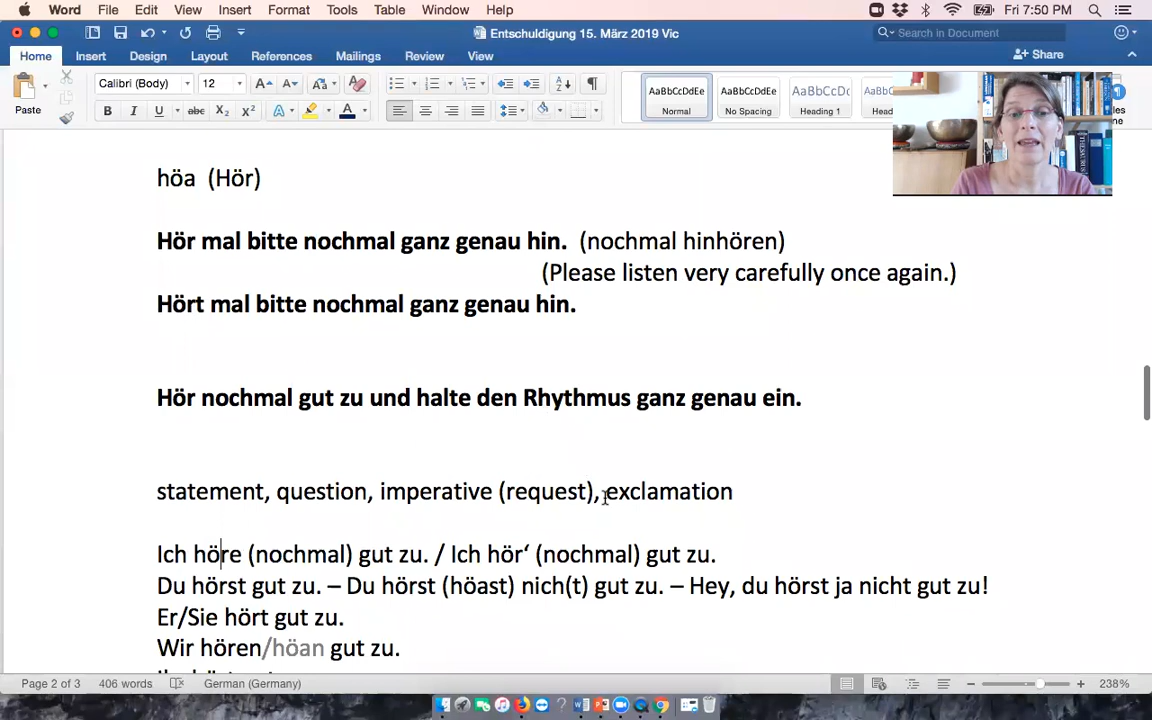 Word File Edit View Insert Format Tools Table Window Help Fri 7:50 PM
Entschuldigung 15. März 2019 Vic
Search in Document
Home Insert Design Layout References Mailings Review View Share
Paste Calibri (Body) 12
B I U abc X₂ X²
AaBbCcDdEe AaBbCcDdEe AaBbCcDc
Normal No Spacing Heading 1
THESAURUS
höa (Hör)
Hör mal bitte nochmal ganz genau hin. (nochmal hinhören)
(Please listen very carefully once again.)
Hört mal bitte nochmal ganz genau hin.
Hör nochmal gut zu und halte den Rhythmus ganz genau ein.
statement, question, imperative (request), exclamation
Ich höre (nochmal) gut zu. / Ich hör‘ (nochmal) gut zu.
Du hörst gut zu. – Du hörst (höast) nich(t) gut zu. – Hey, du hörst ja nicht gut zu!
Er/Sie hört gut zu.
Wir hören/höan gut zu.
Page 2 of 3 406 words German (Germany) 238%